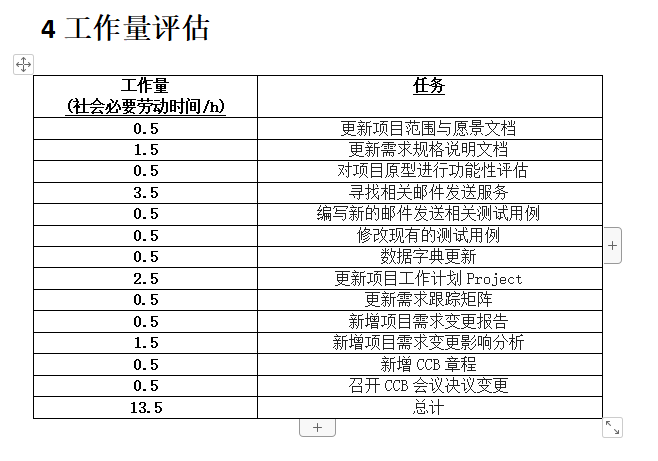 4 工作量评估
工作量 任务
(社会必要劳动时间/h)
0.5 更新项目范围与愿景文档
1.5 更新需求规格说明文档
0.5 对项目原型进行功能性评估
3.5 寻找相关邮件发送服务
0.5 编写新的邮件发送相关测试用例
0.5 修改现有的测试用例
0.5 数据字典更新
2.5 更新项目工作计划 Project
0.5 更新需求跟踪矩阵
0.5 新增项目需求变更报告
1.5 新增项目需求变更影响分析
0.5 新增 CCB 章程
0.5 召开 CCB 会议决议变更
13.5 总计